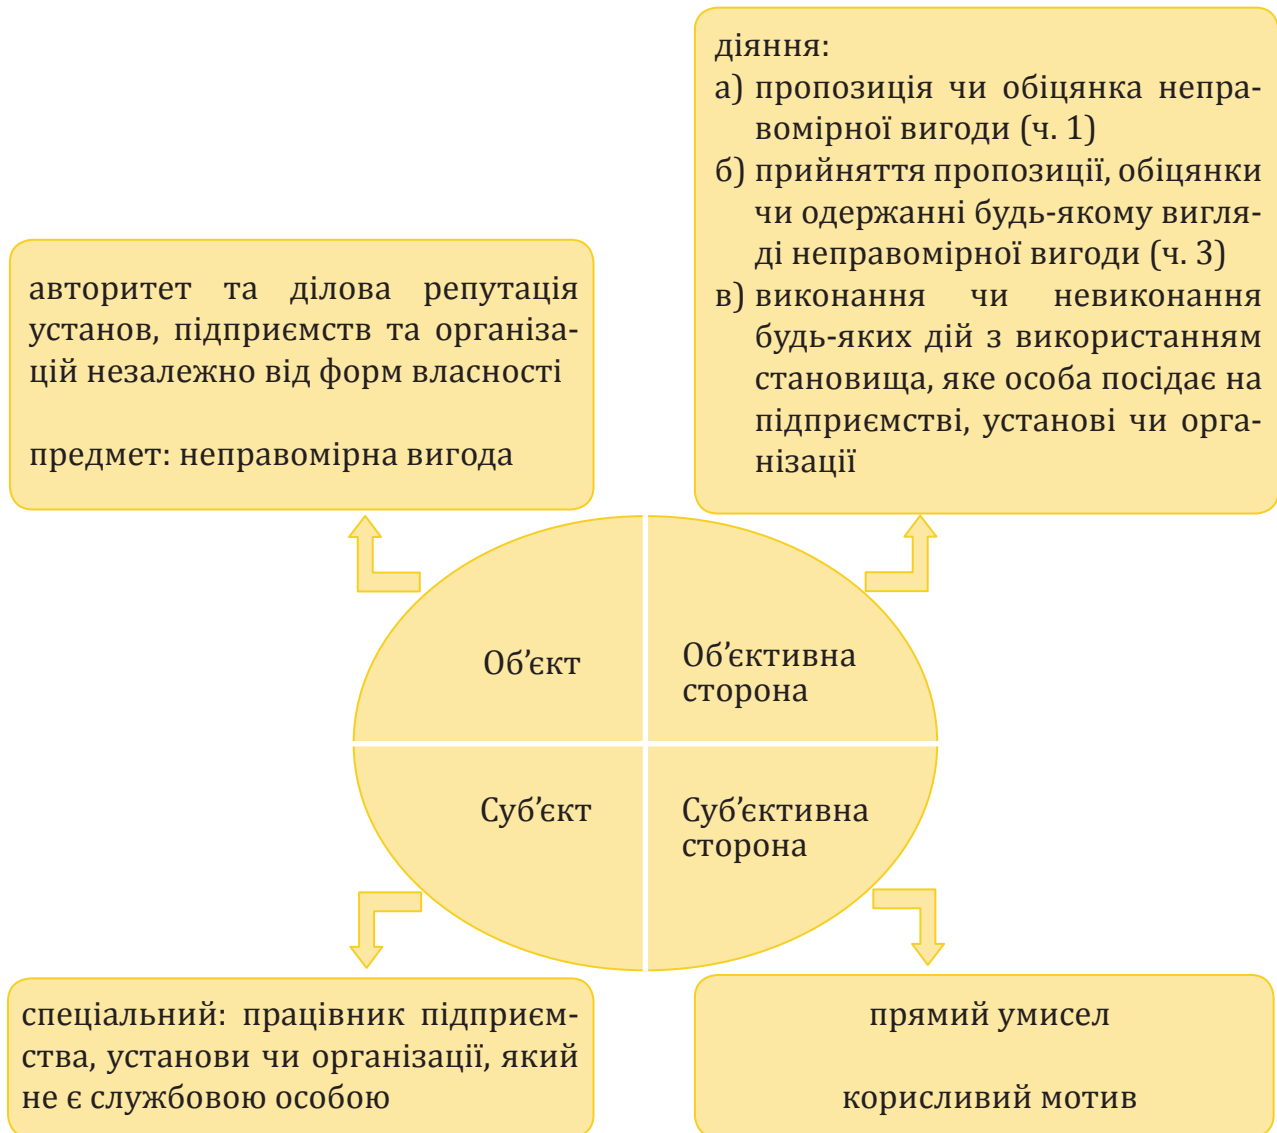 діяння:
а) пропозиція чи обіцянка непра-
вомірної вигоди (ч. 1)
б) прийняття пропозиції, обіцянки
чи одержанні будь-якому вигля-
ді неправомірної вигоди (ч. 3)
в) виконання чи невиконання
будь-яких дій з використанням
становища, яке особа посідає на
підприємстві, установі чи орга-
нізації
авторитет та ділова репутація
установ, підприємств та організа-
цій незалежно від форм власності
предмет: неправомірна вигода
Об’єкт
Об’єктивна
сторона
Суб’єкт
Суб’єктивна
сторона
спеціальний: працівник підприєм-
ства, установи чи організації, який
не є службовою особою
прямий умисел
корисливий мотив